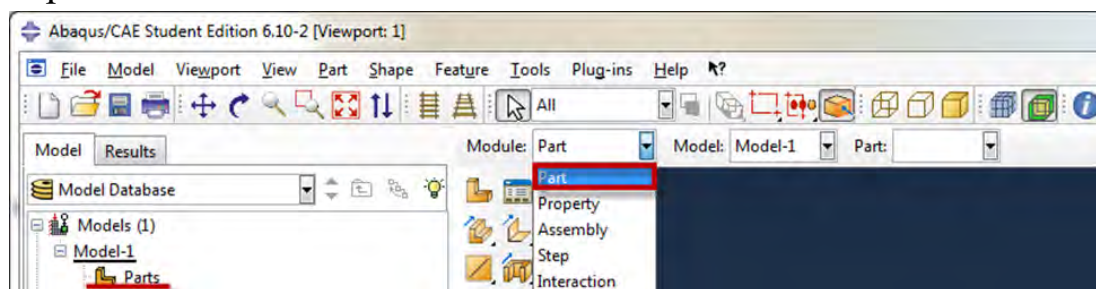 Abaqus/CAE Student Edition 6.10-2 [Viewport: 1]
File Model Viewport View Part Shape Feature Tools Plug-ins Help
All
Model Results
Module: Part Model: Model-1 Part:
Model Database
Part
Property
Assembly
Step
Interaction
Models (1)
Model-1
Parts